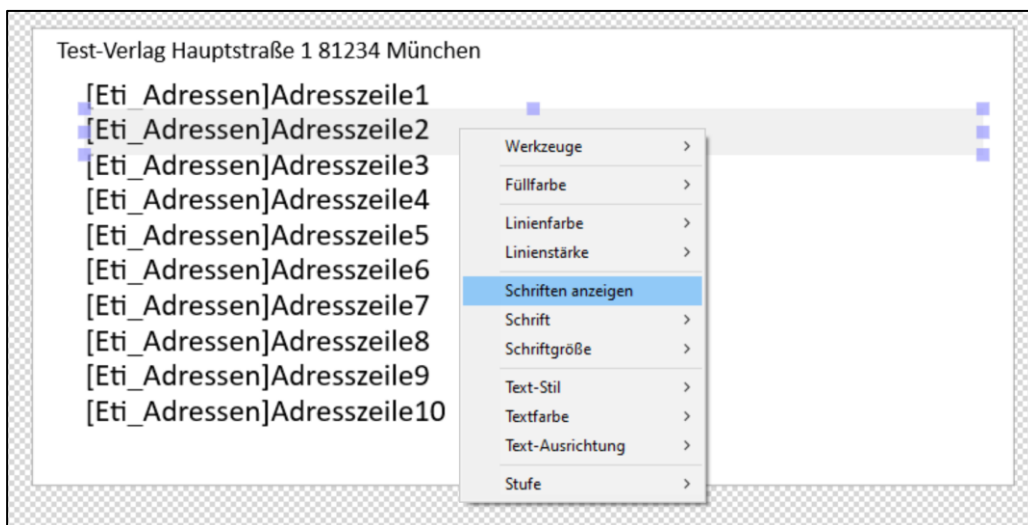 Test-Verlag Hauptstraße 1 81234 München
[Eti_Adressen]Adresszeile1
[Eti_Adressen]Adresszeile2
[Eti_Adressen]Adresszeile3
[Eti_Adressen]Adresszeile4
[Eti_Adressen]Adresszeile5
[Eti_Adressen]Adresszeile6
[Eti_Adressen]Adresszeile7
[Eti_Adressen]Adresszeile8
[Eti_Adressen]Adresszeile9
[Eti_Adressen]Adresszeile10
Werkzeuge
Füllfarbe
Linienfarbe
Linienstärke
Schriften anzeigen
Schrift
Schriftgröße
Text-Stil
Textfarbe
Text-Ausrichtung
Stufe